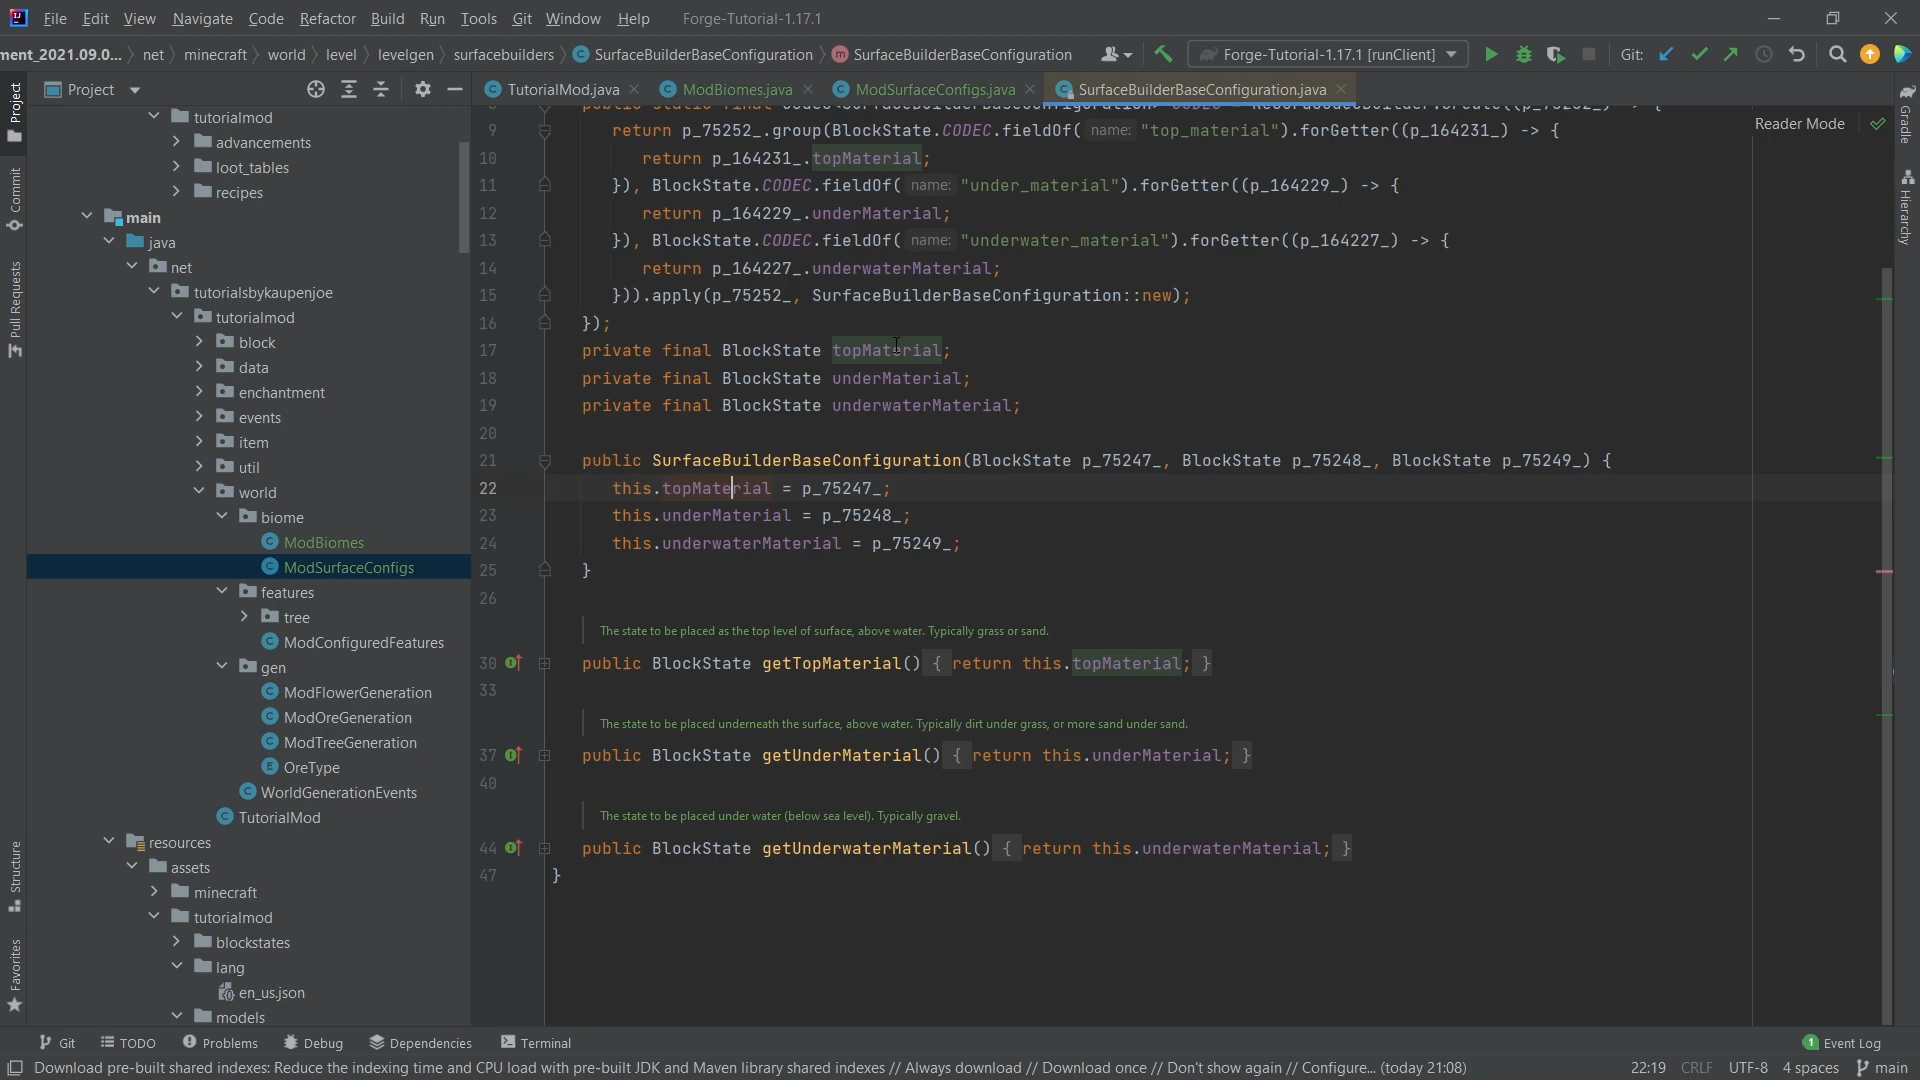 File Edit View Navigate Code Refactor Build Run Tools Git Window Help Forge-Tutorial-1.17.1
ment_2021.09.0... net minecraft world level levelgen surfacebuilders SurfaceBuilderBaseConfiguration SurfaceBuilderBaseConfiguration Forge-Tutorial-1.17.1 [runClient] Git:
Project TutorialMod.java ModBiomes.java ModSurfaceConfigs.java SurfaceBuilderBaseConfiguration.java
Project
Commit
Pull Requests
Structure
Favorites
tutorialmod
advancements
loot_tables
recipes
main
java
net
tutorialsbykaupenjoe
tutorialmod
block
data
enchantment
events
item
util
world
biome
ModBiomes
ModSurfaceConfigs
features
tree
ModConfiguredFeatures
gen
ModFlowerGeneration
ModOreGeneration
ModTreeGeneration
OreType
WorldGenerationEvents
TutorialMod
resources
assets
minecraft
tutorialmod
blockstates
lang
en_us.json
models
Reader Mode
9 return p_75252_.group(BlockState.CODEC.fieldOf( name: "top_material").forGetter((p_164231_) -> {
10 return p_164231_.topMaterial;
11 }), BlockState.CODEC.fieldOf( name: "under_material").forGetter((p_164229_) -> {
12 return p_164229_.underMaterial;
13 }), BlockState.CODEC.fieldOf( name: "underwater_material").forGetter((p_164227_) -> {
14 return p_164227_.underwaterMaterial;
15 })).apply(p_75252_, SurfaceBuilderBaseConfiguration::new);
16 });
17 private final BlockState topMaterial;
18 private final BlockState underMaterial;
19 private final BlockState underwaterMaterial;
20
21 public SurfaceBuilderBaseConfiguration(BlockState p_75247_, BlockState p_75248_, BlockState p_75249_) {
22 this.topMaterial = p_75247_;
23 this.underMaterial = p_75248_;
24 this.underwaterMaterial = p_75249_;
25 }
26
The state to be placed as the top level of surface, above water. Typically grass or sand.
30 public BlockState getTopMaterial() { return this.topMaterial; }
33
The state to be placed underneath the surface, above water. Typically dirt under grass, or more sand under sand.
37 public BlockState getUnderMaterial() { return this.underMaterial; }
40
The state to be placed under water (below sea level). Typically gravel.
44 public BlockState getUnderwaterMaterial() { return this.underwaterMaterial; }
47 }
Gradle
Hierarchy
Git TODO Problems Debug Dependencies Terminal 1 Event Log
Download pre-built shared indexes: Reduce the indexing time and CPU load with pre-built JDK and Maven library shared indexes // Always download // Download once // Don't show again // Configure... (today 21:08) 22:19 CRLF UTF-8 4 spaces main